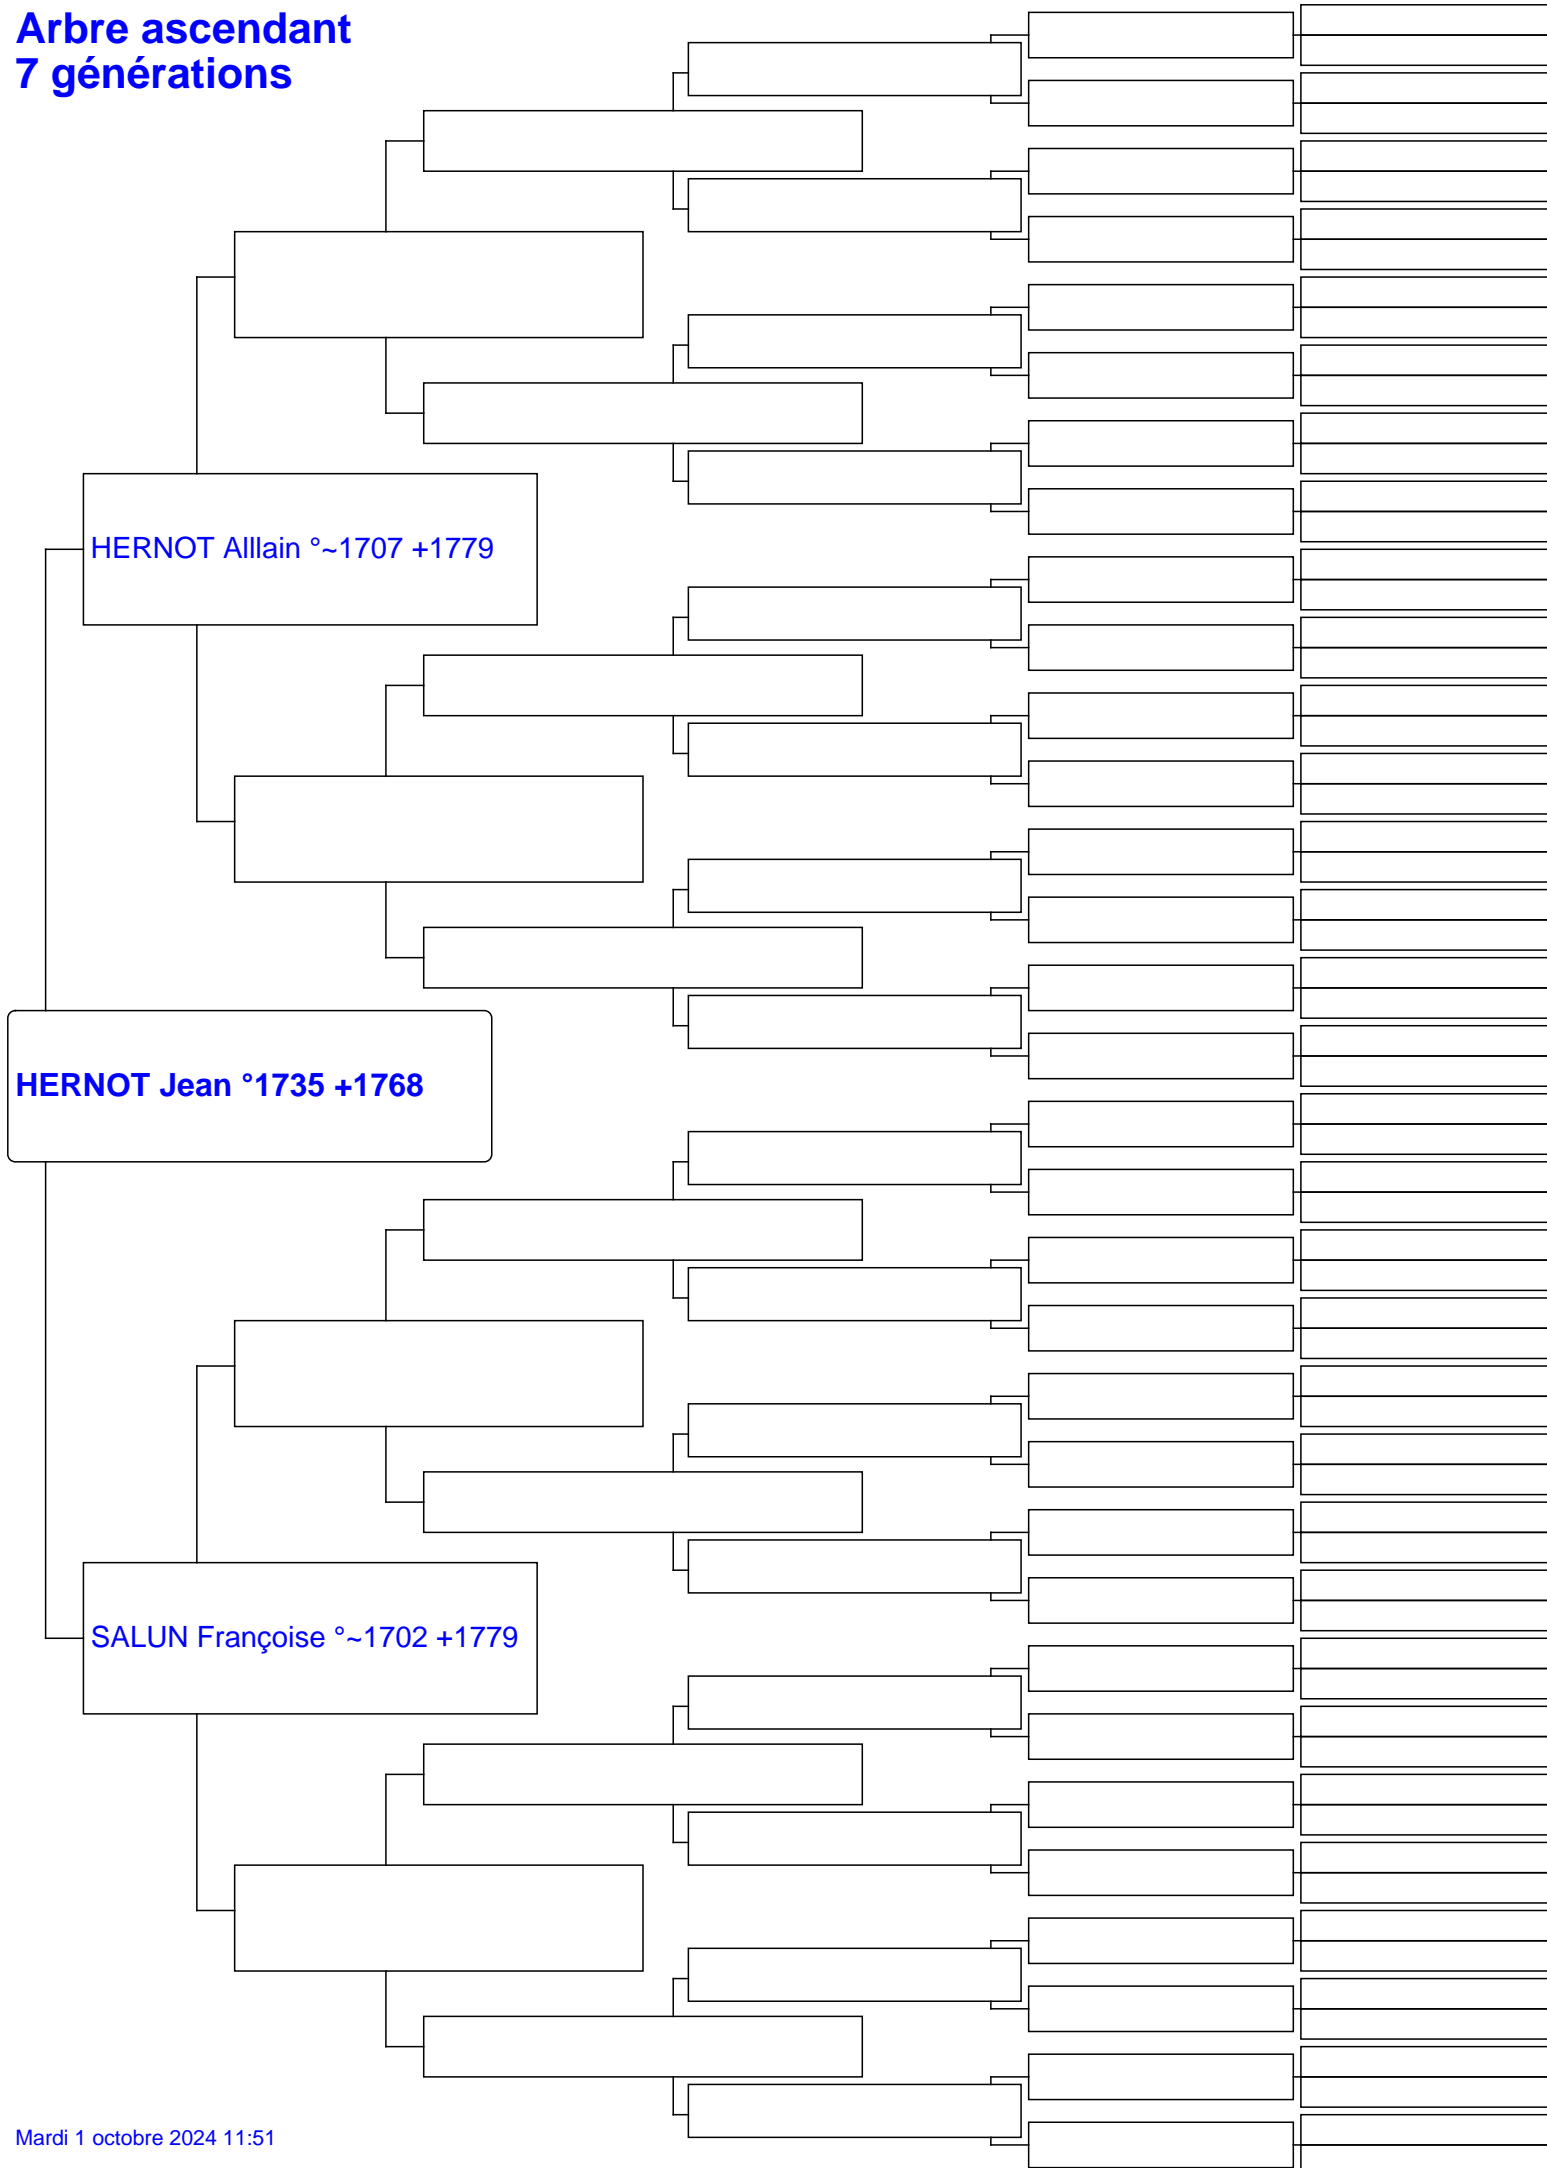 Arbre ascendant
7 générations
HERNOT Alllain °~1707 +1779
HERNOT Jean °1735 +1768
SALUN Françoise °~1702 +1779
Mardi 1 octobre 2024 11:51